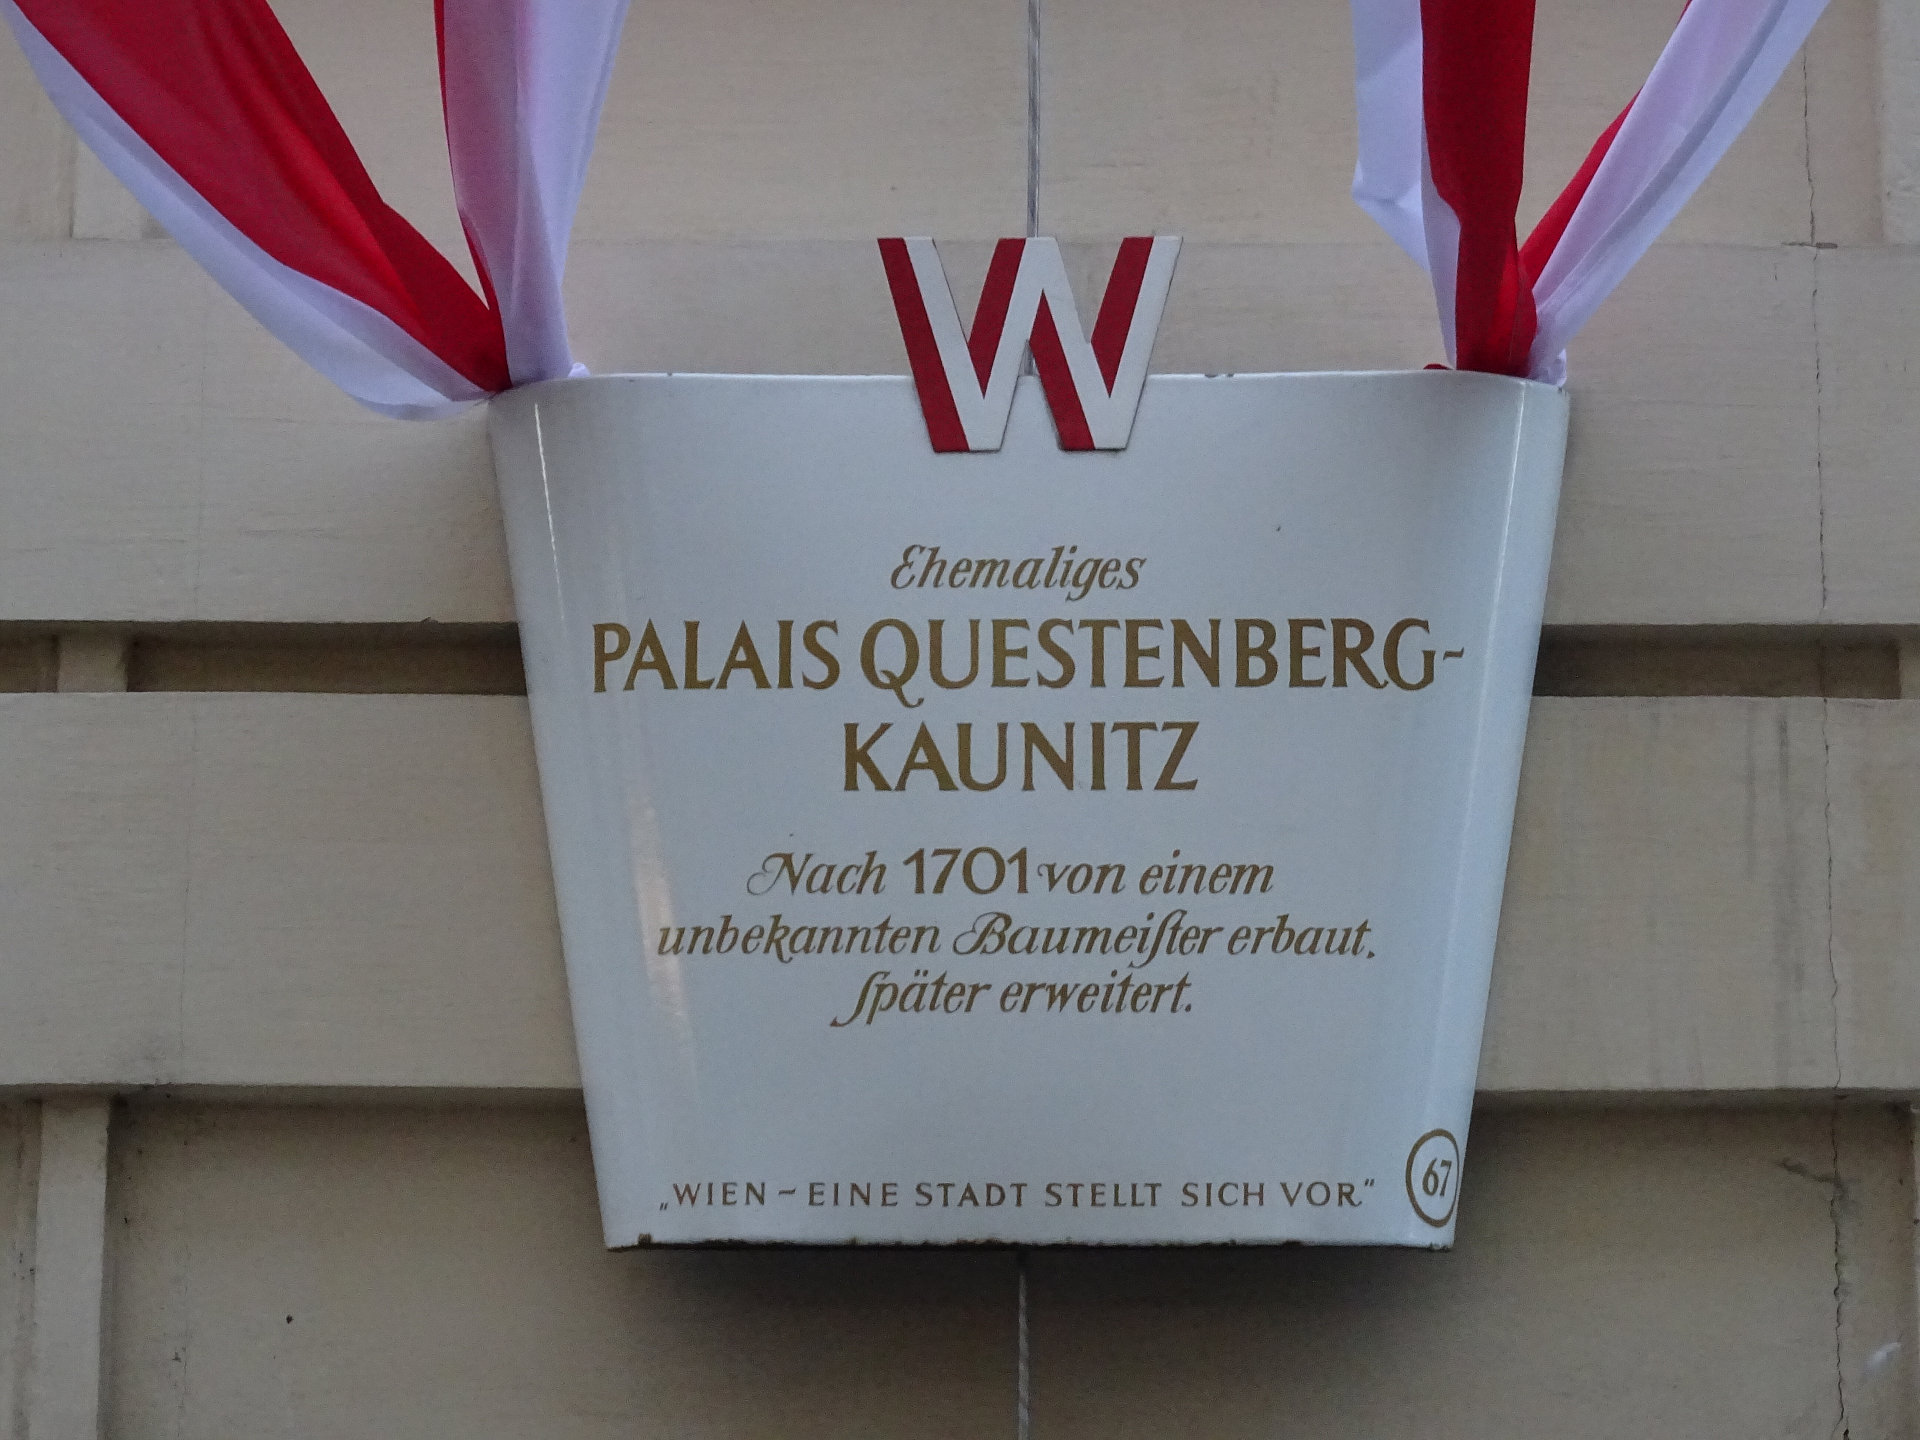 W
Ehemaliges
PALAIS QUESTENBERG-
KAUNITZ
Nach 1701 von einem
unbekannten Baumeiſter erbaut.
ſpäter erweitert.
„WIEN – EINE STADT STELLT SICH VOR.“
67